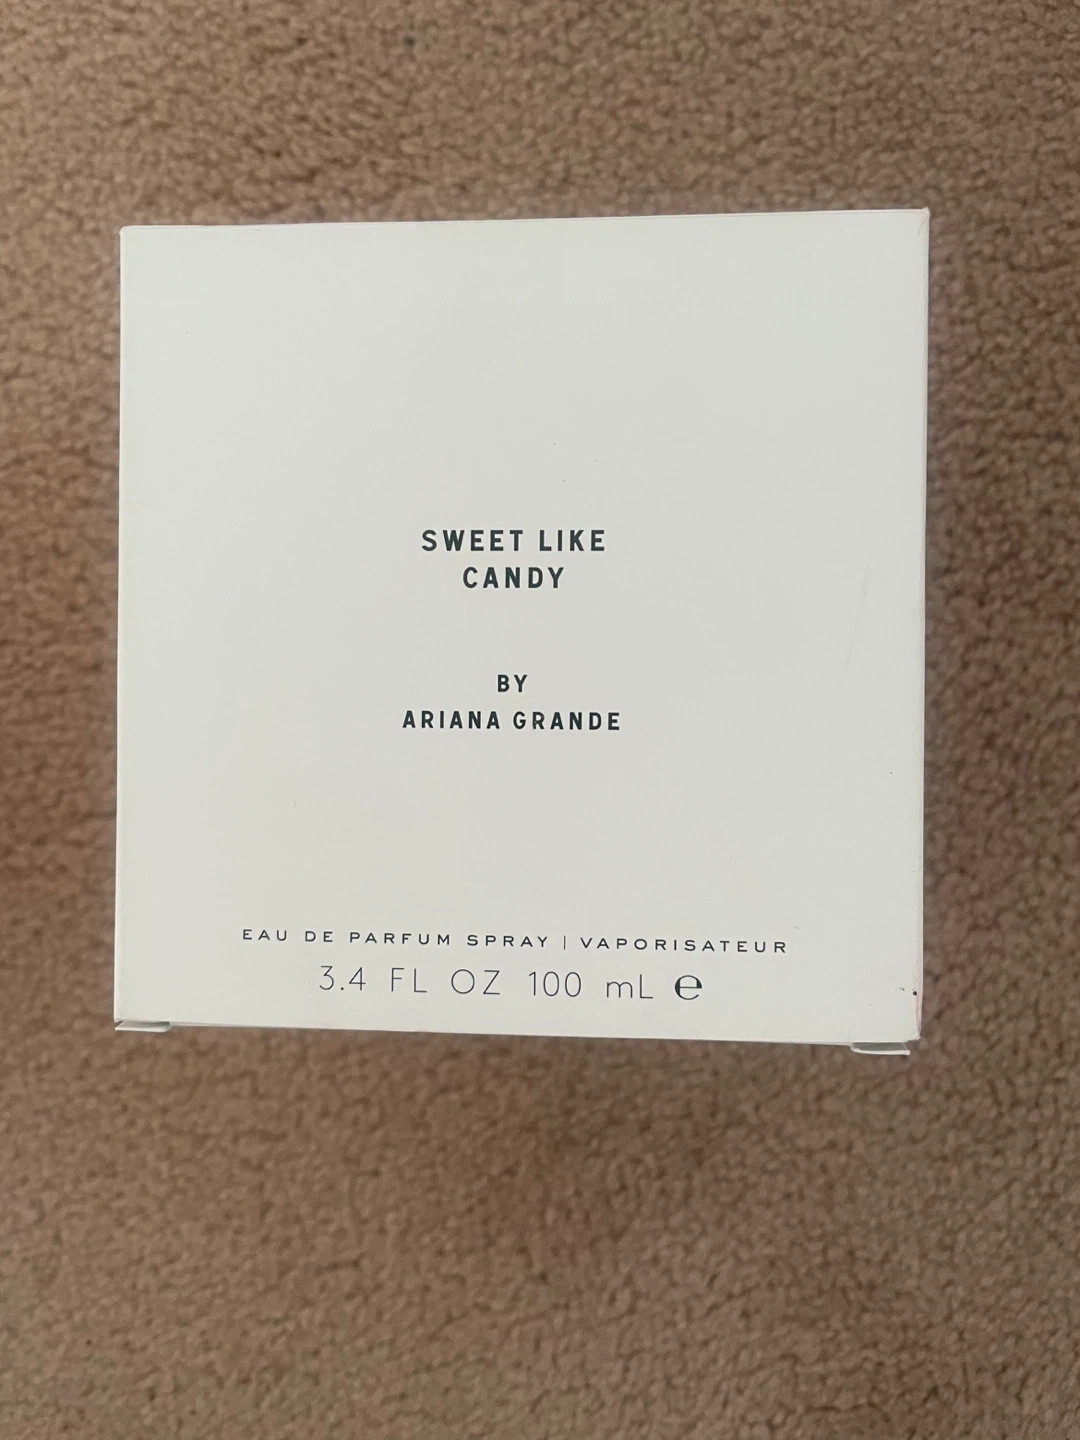 SWEET LIKE
CANDY
BY
ARIANA GRANDE
EAU DE PARFUM SPRAY | VAPORISATEUR
3.4 FL OZ 100 mL ℮